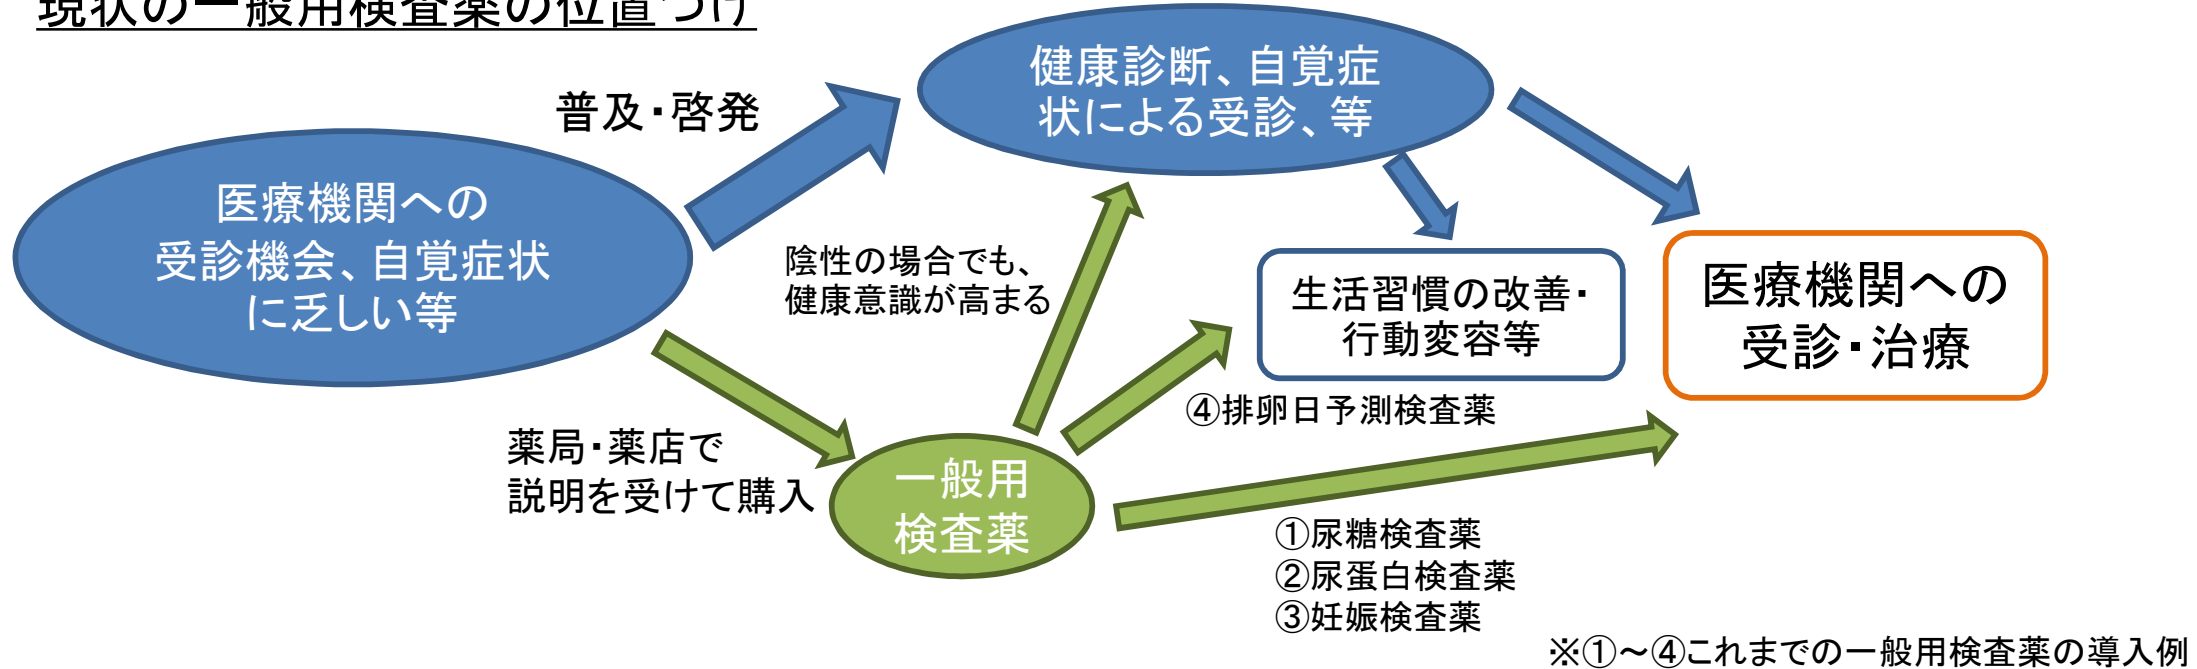 現状の一般用検査薬の位置づけ
普及・啓発
健康診断、自覚症
状による受診、等
医療機関への
受診機会、自覚症状
に乏しい等
陰性の場合でも、
健康意識が高まる
生活習慣の改善・
行動変容等
医療機関への
受診・治療
④排卵日予測検査薬
薬局・薬店で
説明を受けて購入
一般用
検査薬
①尿糖検査薬
②尿蛋白検査薬
③妊娠検査薬
※①～④これまでの一般用検査薬の導入例